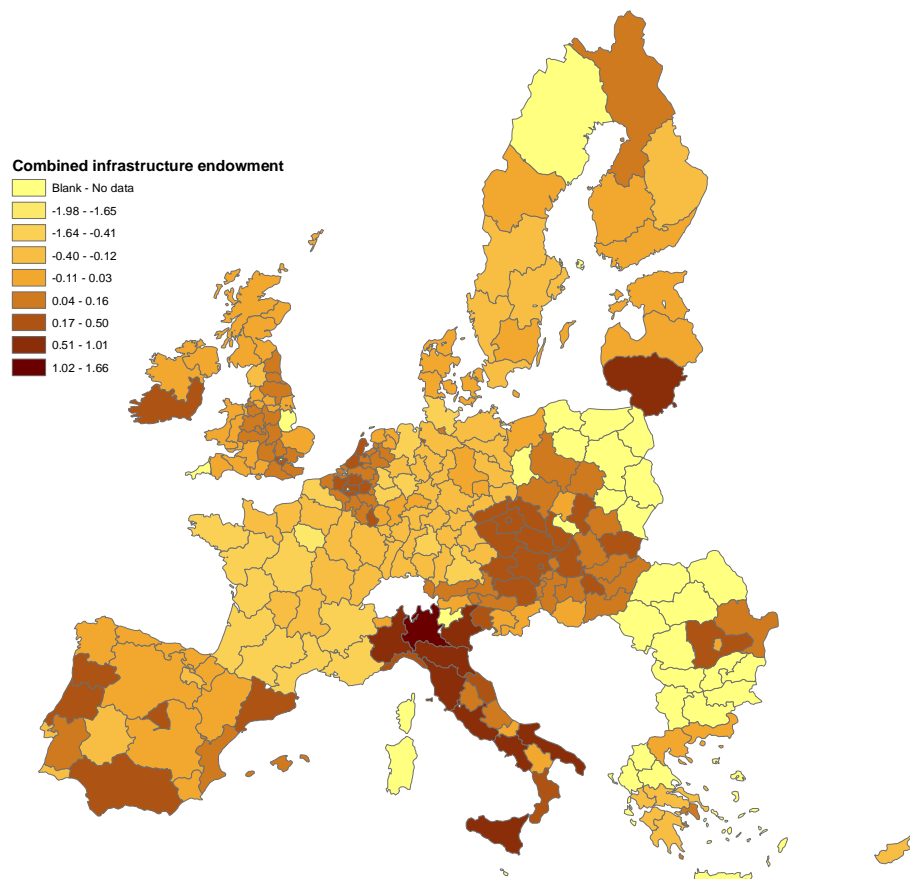 Combined infrastructure endowment
Blank - No data
-1.98 - -1.65
-1.64 - -0.41
-0.40 - -0.12
-0.11 - 0.03
0.04 - 0.16
0.17 - 0.50
0.51 - 1.01
1.02 - 1.66